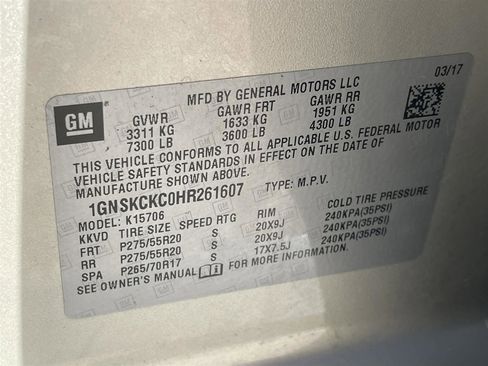 MFD BY GENERAL MOTORS LLC 03/17
GM GVWR GAWR FRT GAWR RR
3311 KG 1633 KG 1951 KG
7300 LB 3600 LB 4300 LB
THIS VEHICLE CONFORMS TO ALL APPLICABLE U.S. FEDERAL MOTOR
VEHICLE SAFETY STANDARDS IN EFFECT ON THE DATE OF
MANUFACTURE SHOWN ABOVE.
1GNSKCKC0HR261607 TYPE: M.P.V.
MODEL: K15706
KKVD TIRE SIZE SPEED RTG RIM COLD TIRE PRESSURE
FRT P275/55R20 S 20X9J 240KPA(35PSI)
RR P275/55R20 S 20X9J 240KPA(35PSI)
SPA P265/70R17 S 17X7.5J 240KPA(35PSI)
SEE OWNER'S MANUAL FOR MORE INFORMATION.